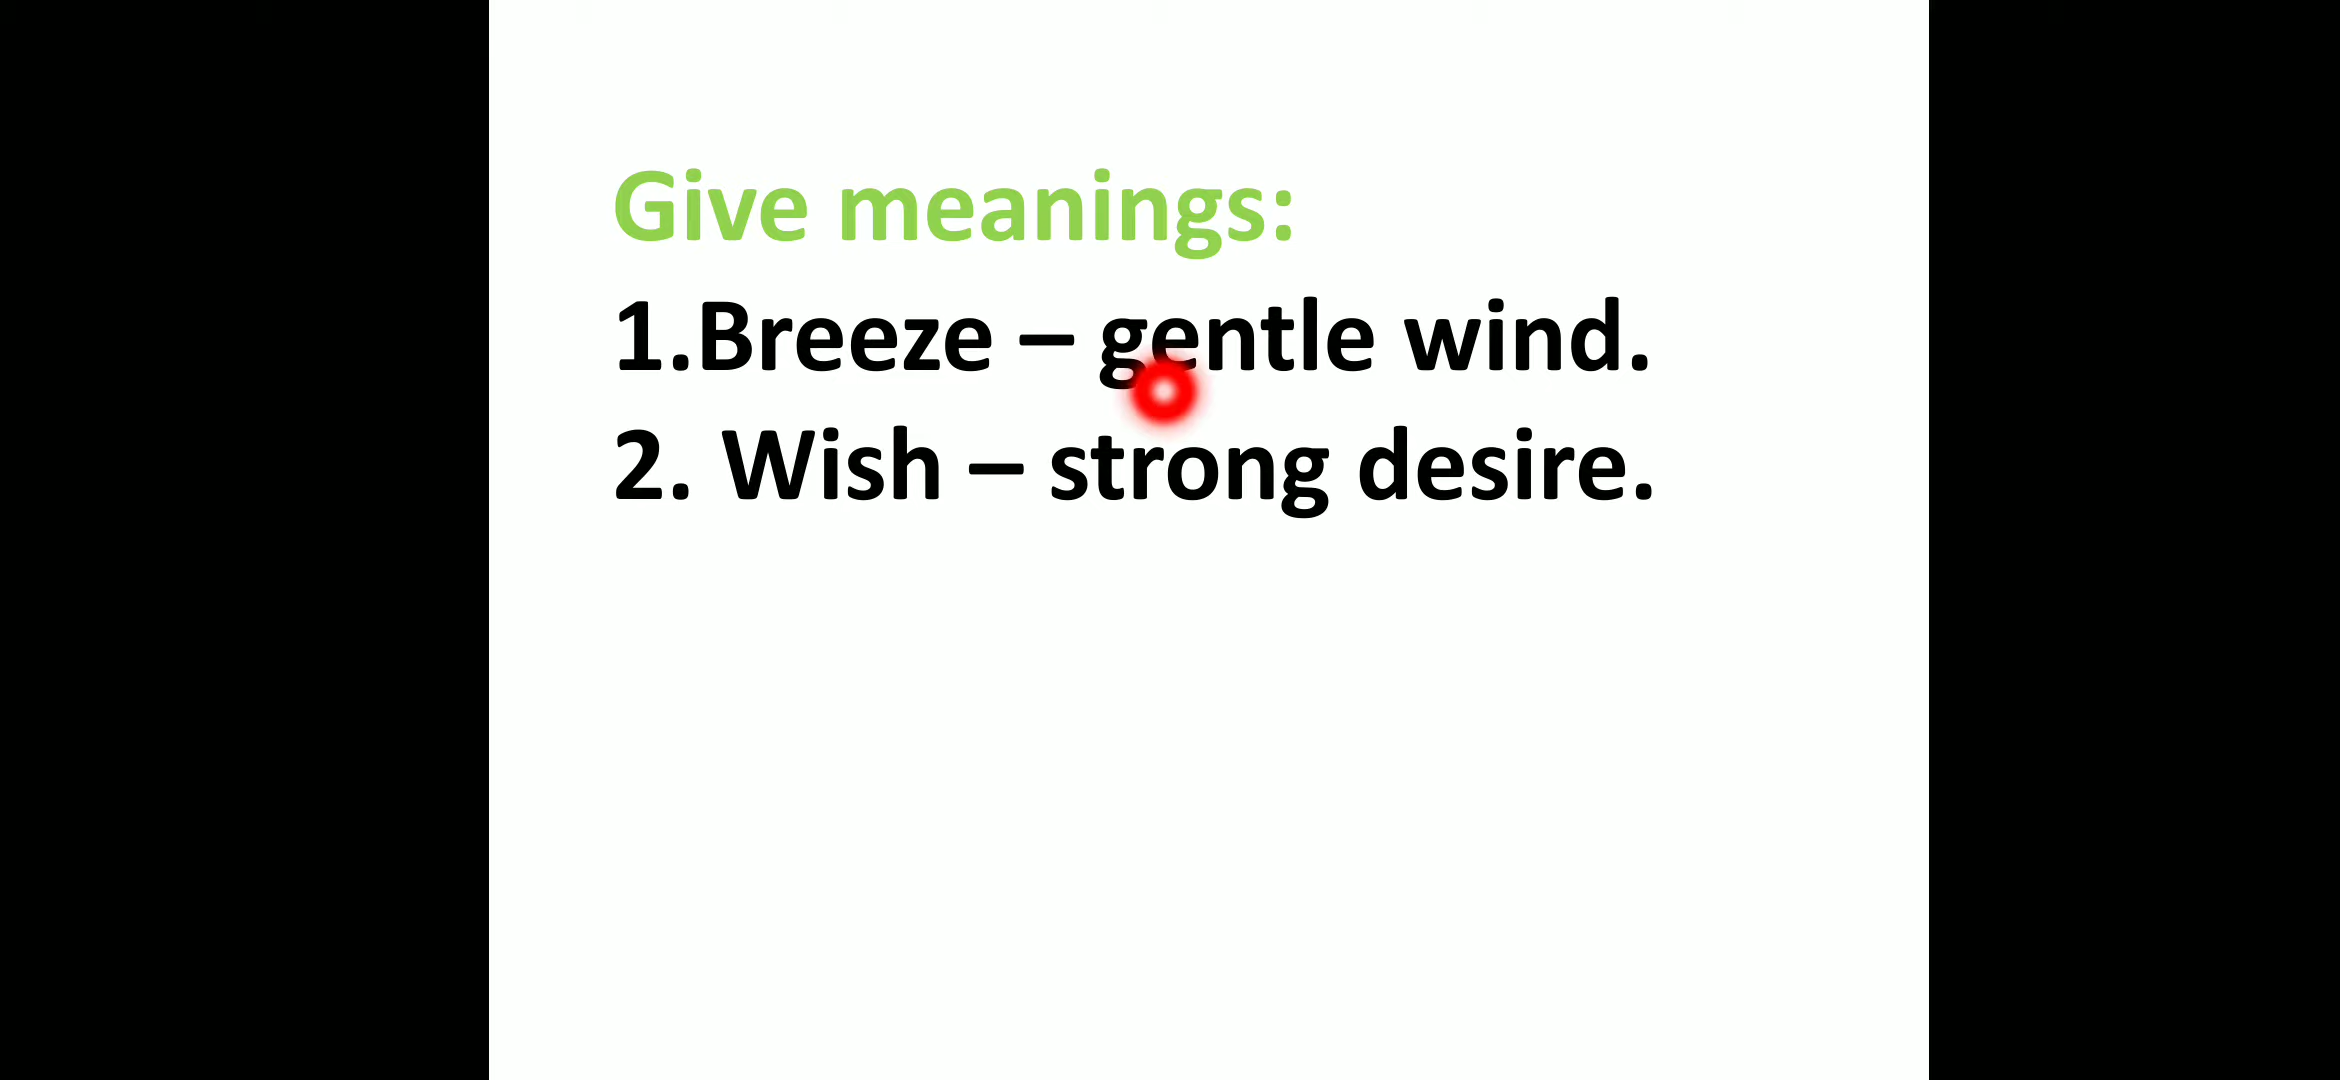 Give meanings:
1.Breeze – gentle wind.
2. Wish – strong desire.